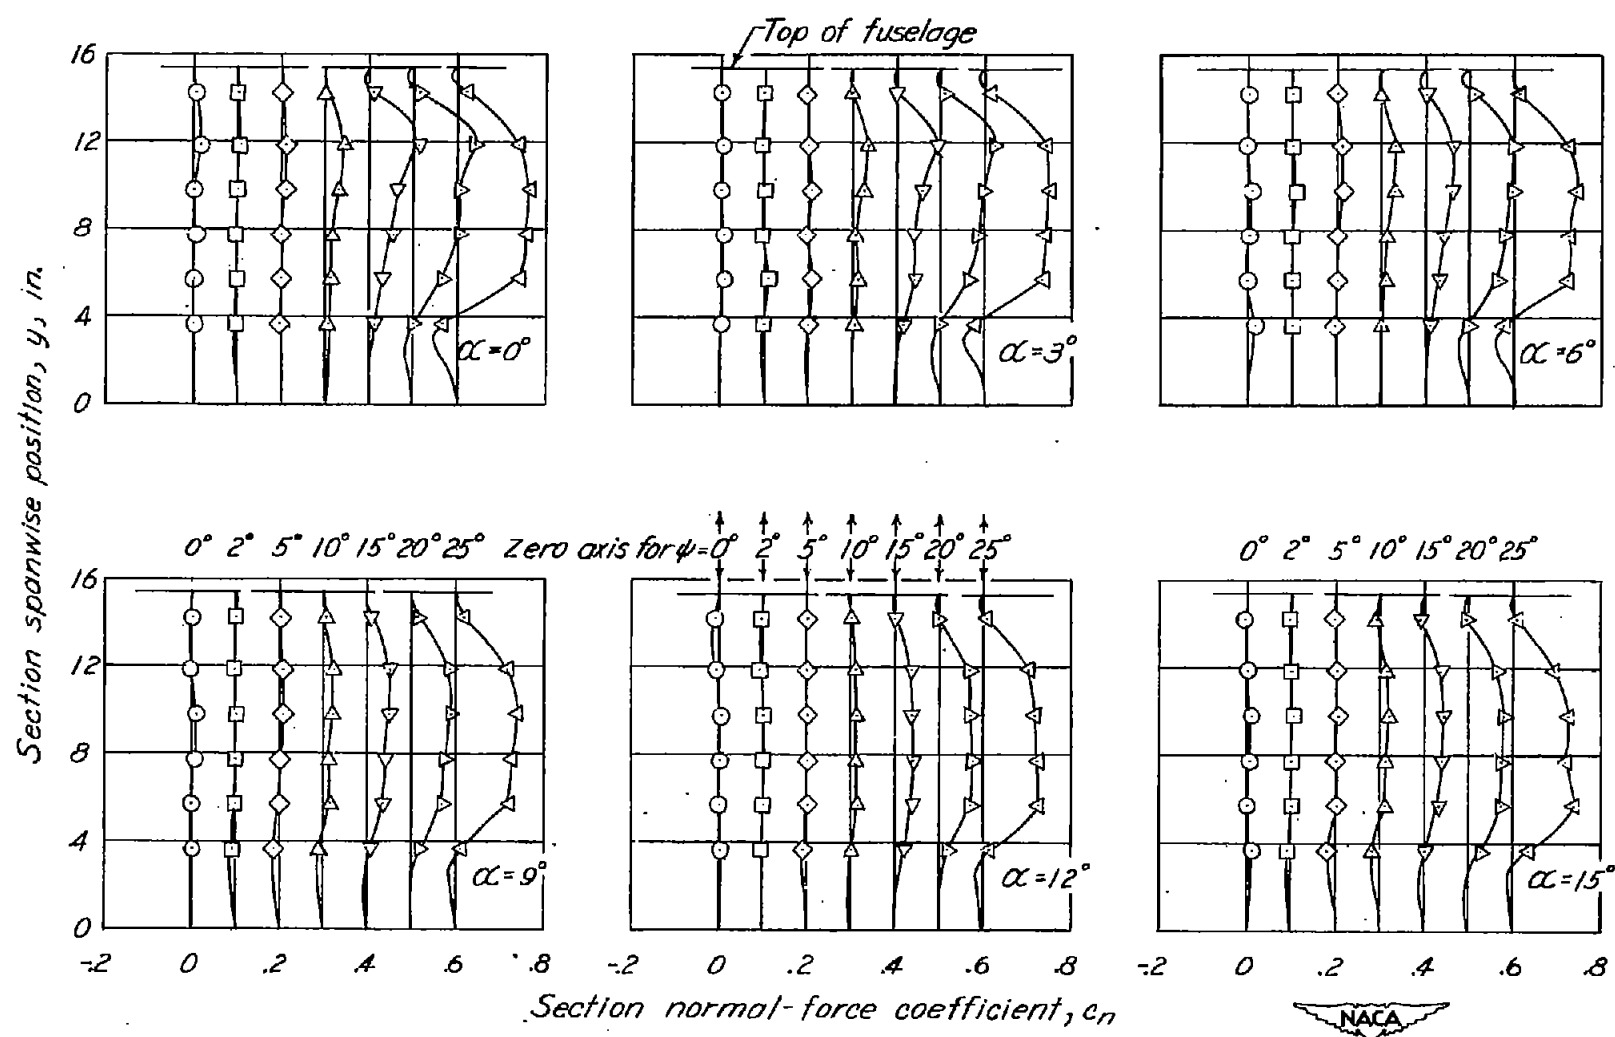 Top of fuselage
16
12
8
4
0
α=0°
α=3°
α=6°
Section spanwise position, y, in.
0° 2° 5° 10° 15° 20° 25° Zero axis for ψ=0° 2° 5° 10° 15° 20° 25°
0° 2° 5° 10° 15° 20° 25°
16
12
8
4
0
α=9°
α=12°
α=15°
-.2 0 .2 .4 .6 .8
-.2 0 .2 .4 .6 .8
-.2 0 .2 .4 .6 .8
Section normal-force coefficient, cn
NACA